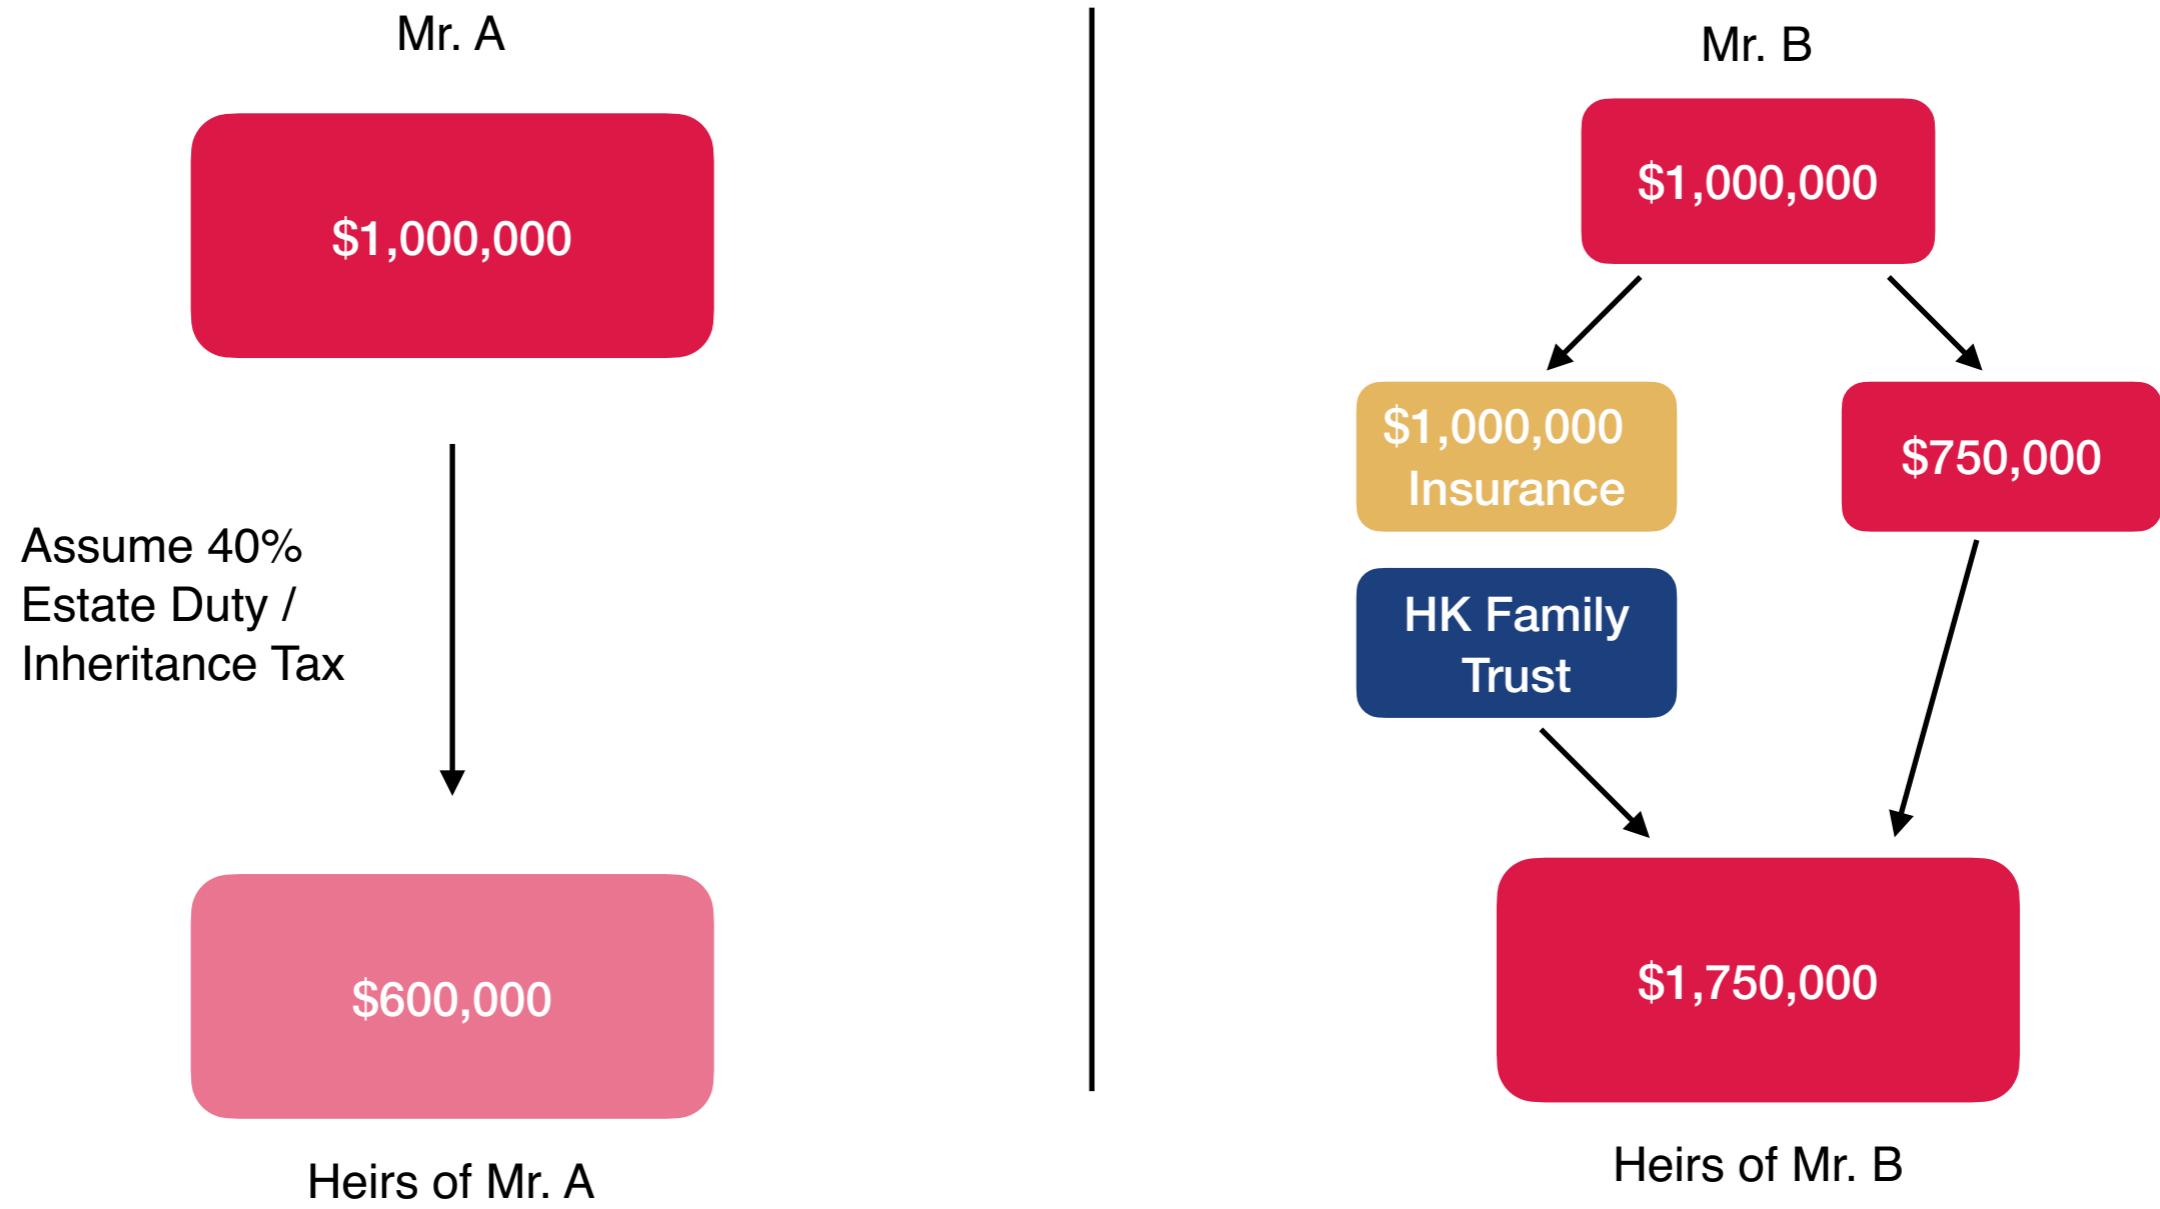 Mr. A
$1,000,000
Assume 40%
Estate Duty /
Inheritance Tax
$600,000
Heirs of Mr. A
Mr. B
$1,000,000
$1,000,000
Insurance
$750,000
HK Family
Trust
$1,750,000
Heirs of Mr. B